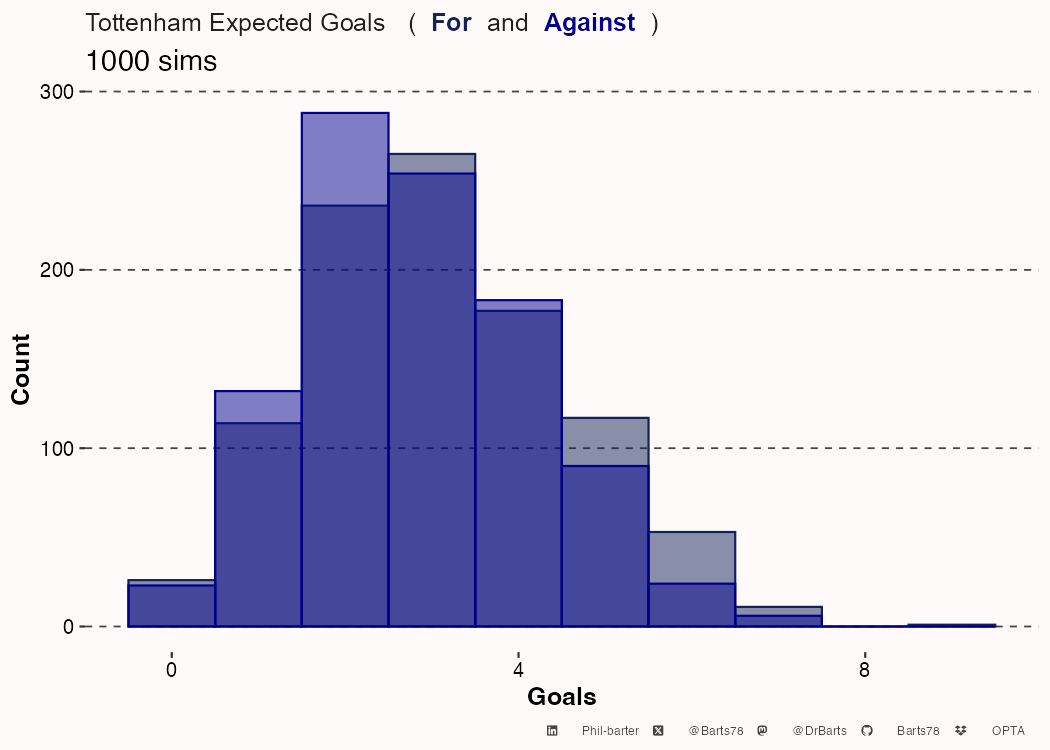 Tottenham Expected Goals ( For and Against )
1000 sims
300
200
100
0
Count
0 4 8
Goals
Phil-barter @Barts78 @DrBarts Barts78 OPTA